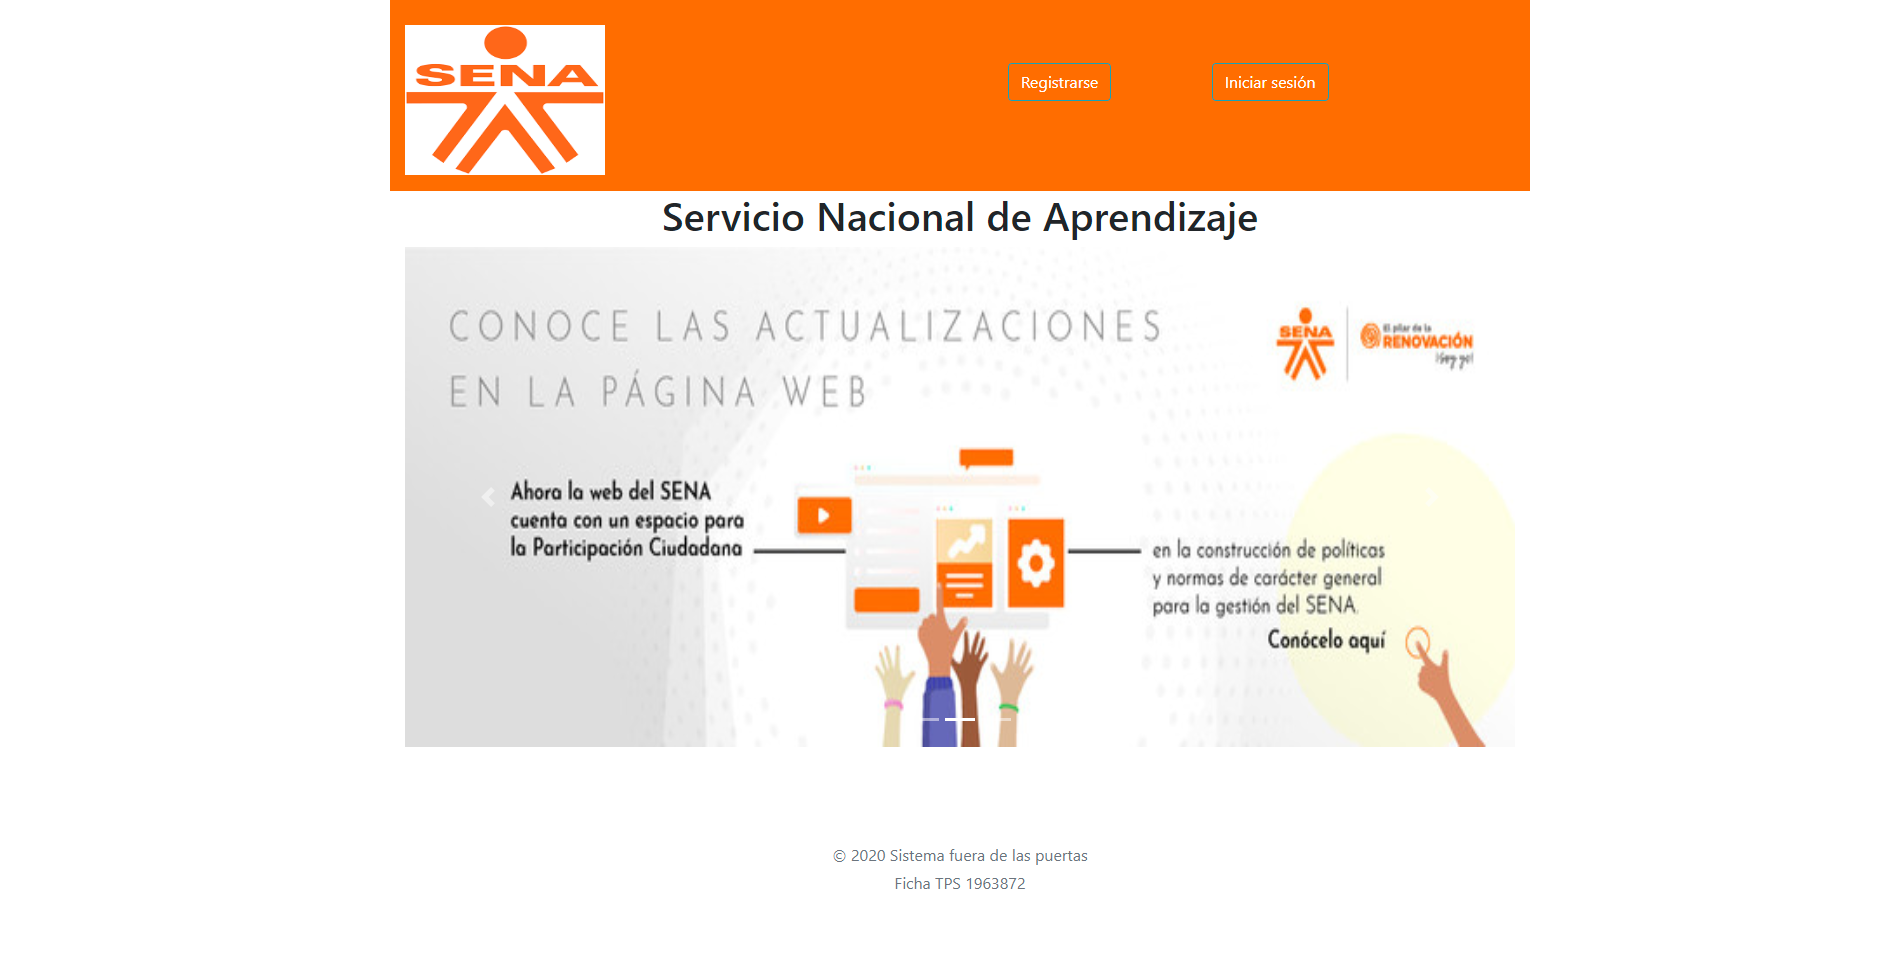 SENA
Registrarse
Iniciar sesión
Servicio Nacional de Aprendizaje
CONOCE LAS ACTUALIZACIONES
EN LA PÁGINA WEB
SENA
El pilar de la
RENOVACIÓN
¡Soy yo!
Ahora la web del SENA
cuenta con un espacio para
la Participación Ciudadana
en la construcción de políticas
y normas de carácter general
para la gestión del SENA.
Conócelo aquí
© 2020 Sistema fuera de las puertas
Ficha TPS 1963872